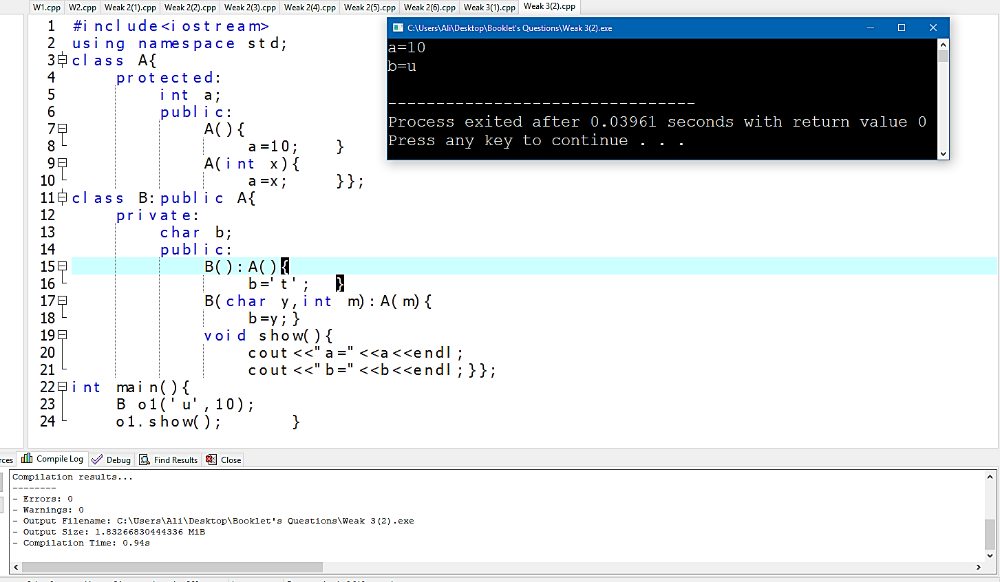 W1.cpp W2.cpp Weak 2(1).cpp Weak 2(2).cpp Weak 2(3).cpp Weak 2(4).cpp Weak 2(5).cpp Weak 2(6).cpp Weak 3(1).cpp Weak 3(2).cpp
1 #include<iostream>
2 using namespace std;
3 class A{
4 protected:
5 int a;
6 public:
7 A(){
8 a=10; }
9 A(int x){
10 a=x; }};
11 class B:public A{
12 private:
13 char b;
14 public:
15 B():A(){
16 b='t'; }
17 B(char y,int m):A(m){
18 b=y;}
19 void show(){
20 cout<<"a="<<a<<endl;
21 cout<<"b="<<b<<endl;}};
22 int main(){
23 B o1('u',10);
24 o1.show(); }
C:\Users\Ali\Desktop\Booklet's Questions\Weak 3(2).exe
a=10
b=u
--------------------------------
Process exited after 0.03961 seconds with return value 0
Press any key to continue . . .
rces Compile Log Debug Find Results Close
Compilation results...
--------
- Errors: 0
- Warnings: 0
- Output Filename: C:\Users\Ali\Desktop\Booklet's Questions\Weak 3(2).exe
- Output Size: 1.83266830444336 MiB
- Compilation Time: 0.94s